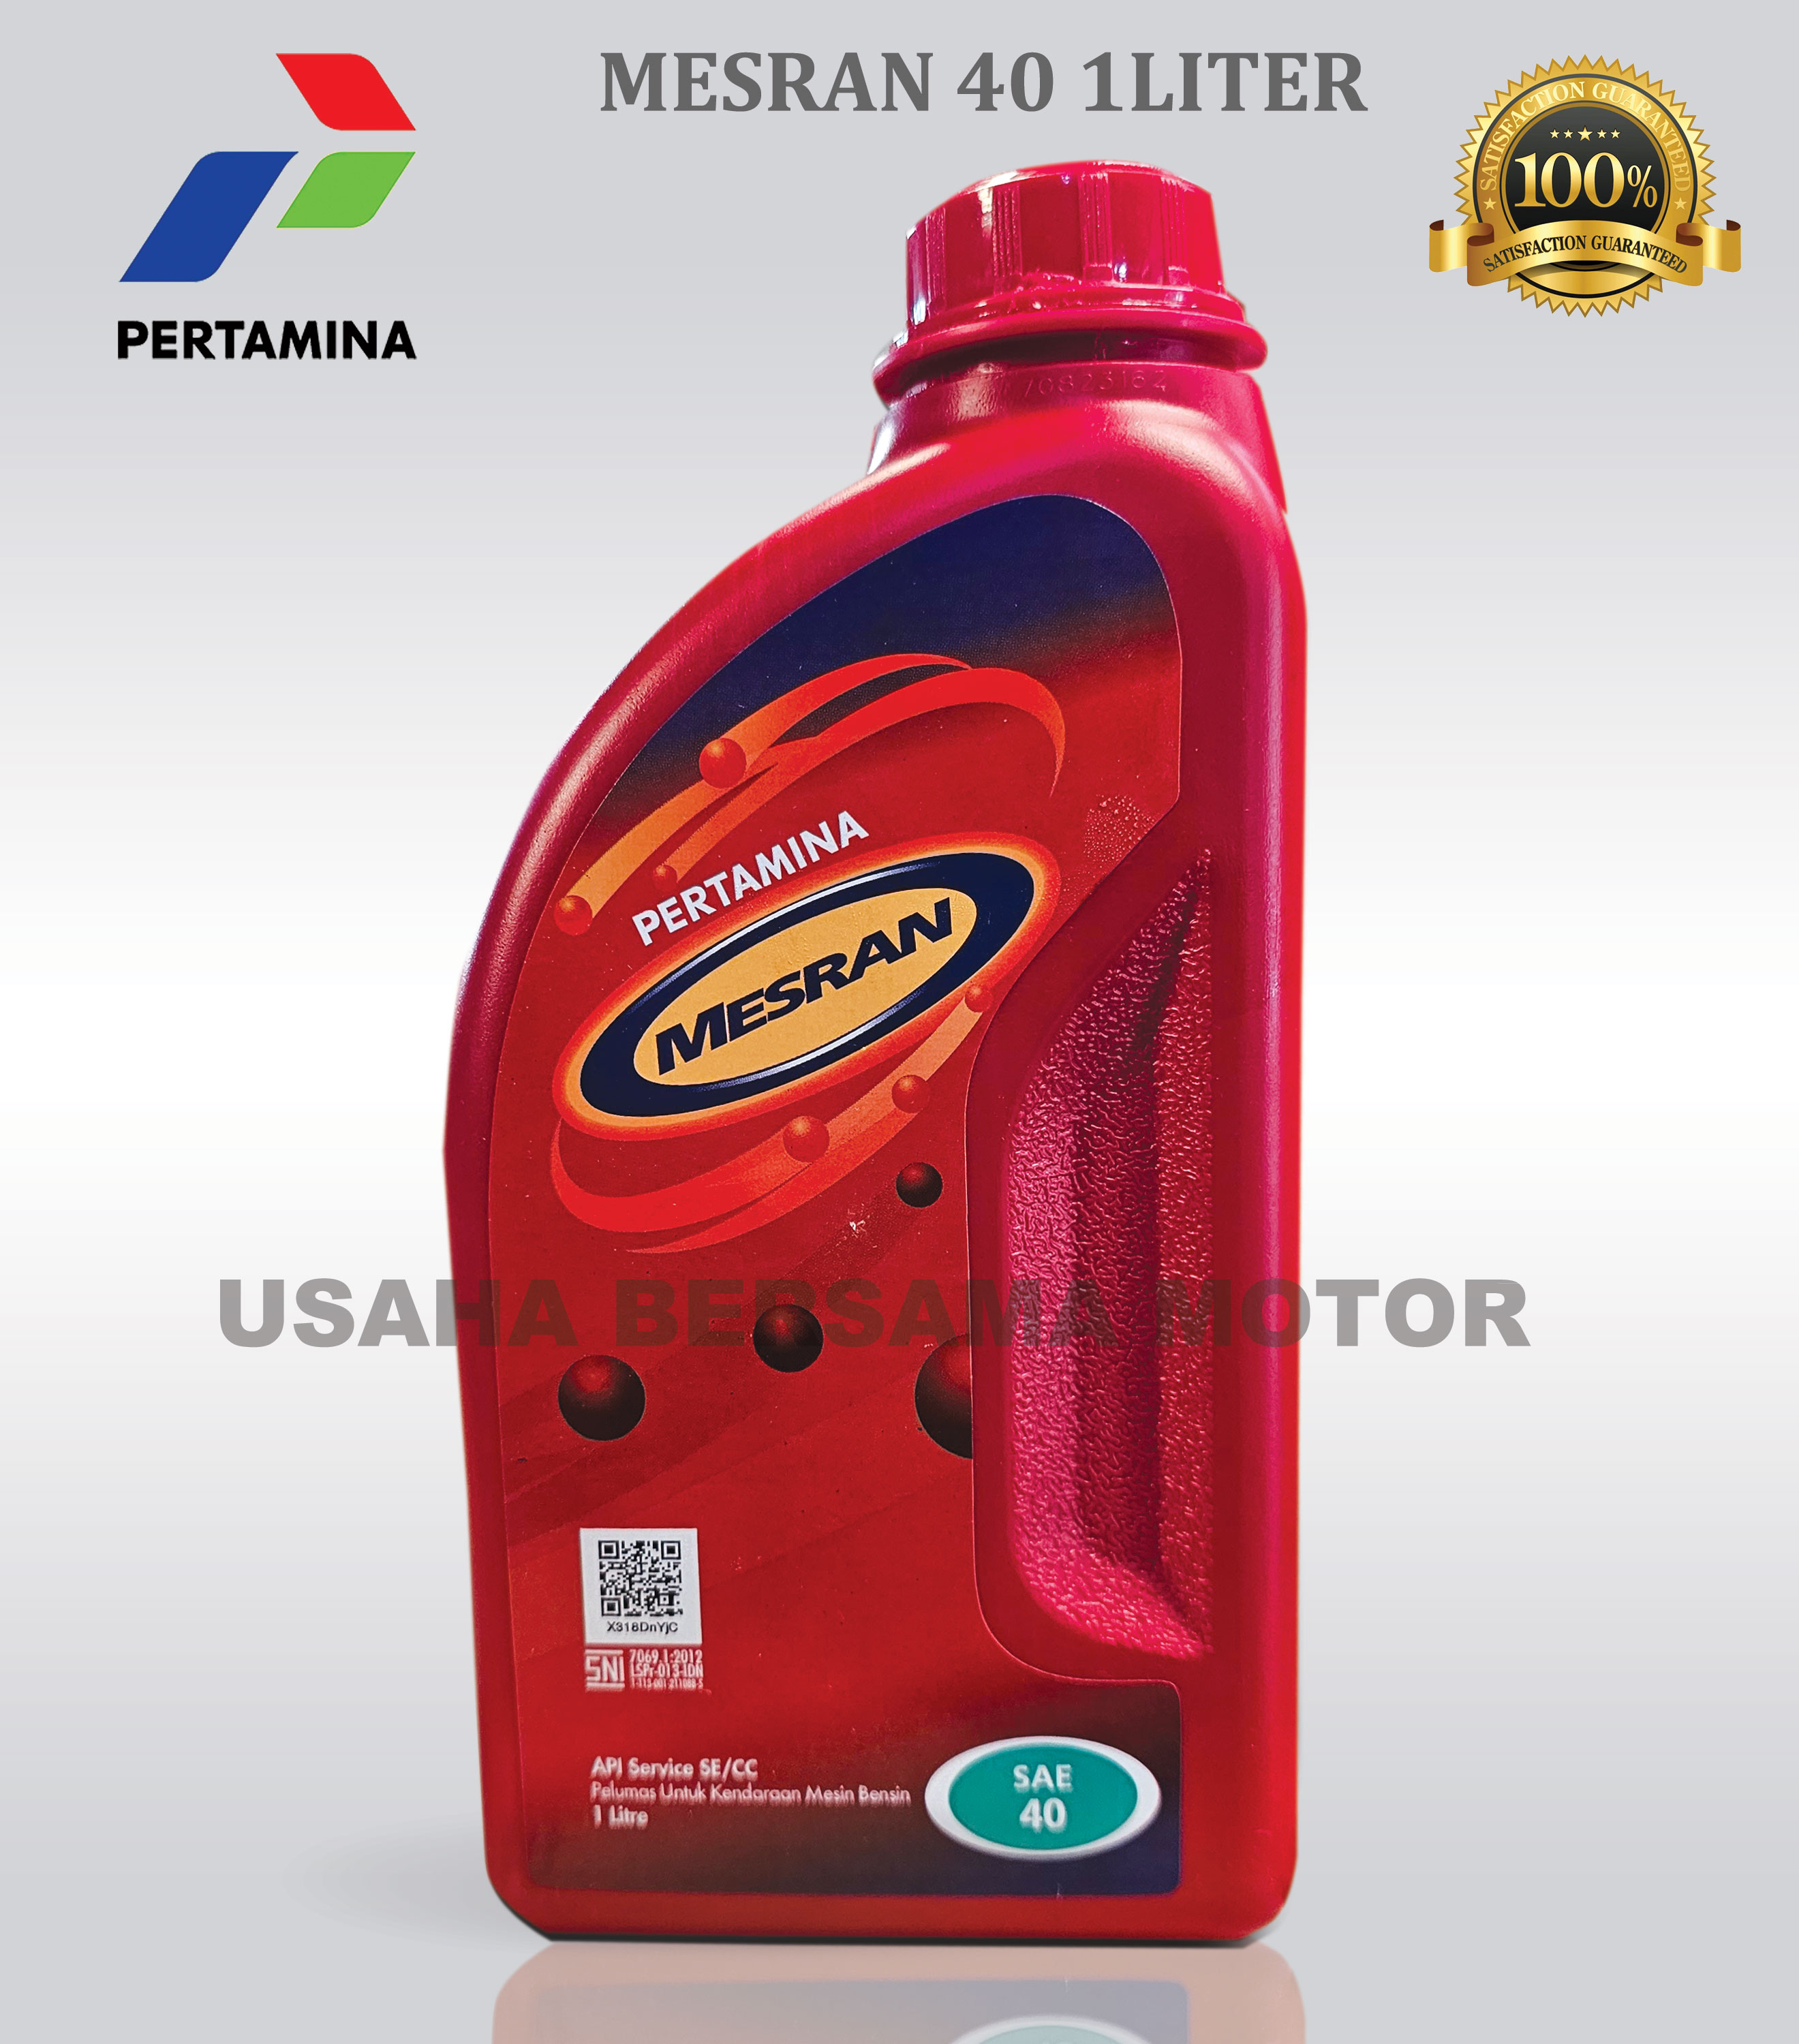 MESRAN 40 1LITER
SATISFACTION GUARANTEED
100%
SATISFACTION GUARANTEED
PERTAMINA
70823162
PERTAMINA
MESRAN
USAHA BERSAMA MOTOR
X318DnYjC
SNI
7069.1:2012
LSPr-013-IDN
API Service SE/CC
Pelumas Untuk Kendaraan Mesin Bensin
1 Litre
SAE
40